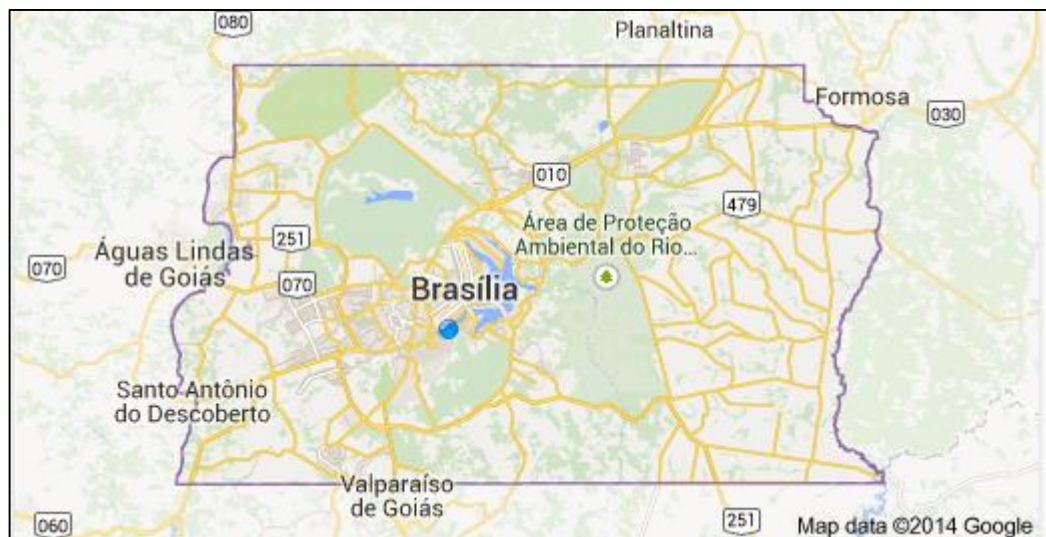 080
Planaltina
Formosa
030
010
479
Área de Proteção
Ambiental do Rio...
251
Águas Lindas
de Goiás
070
070
Brasília
Santo Antônio
do Descoberto
Valparaíso
de Goiás
060
251
Map data ©2014 Google